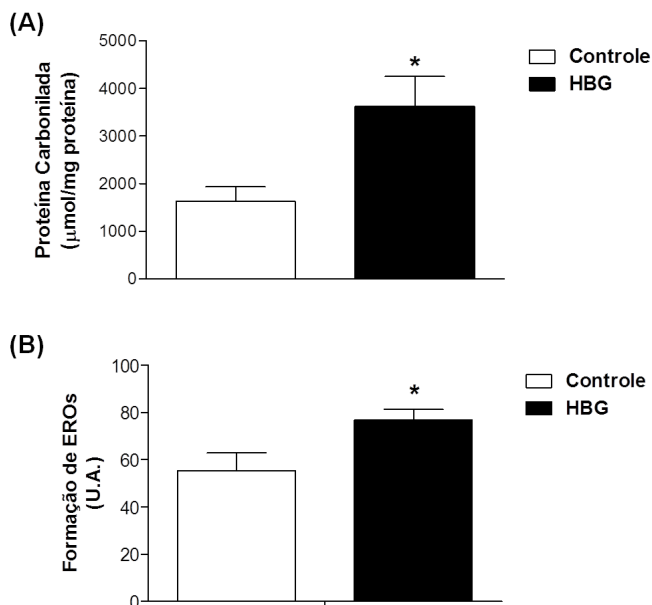 (A)
Proteína Carbonilada
(μmol/mg proteína)
5000
4000
3000
2000
1000
0
*
Controle
HBG
(B)
Formação de EROs
(U.A.)
100
80
60
40
20
0
*
Controle
HBG